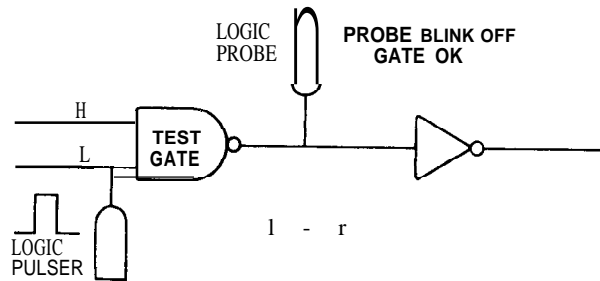 LOGIC
PROBE
PROBE BLINK OFF
GATE OK
H
TEST
GATE
L
l - r
LOGIC
PULSER